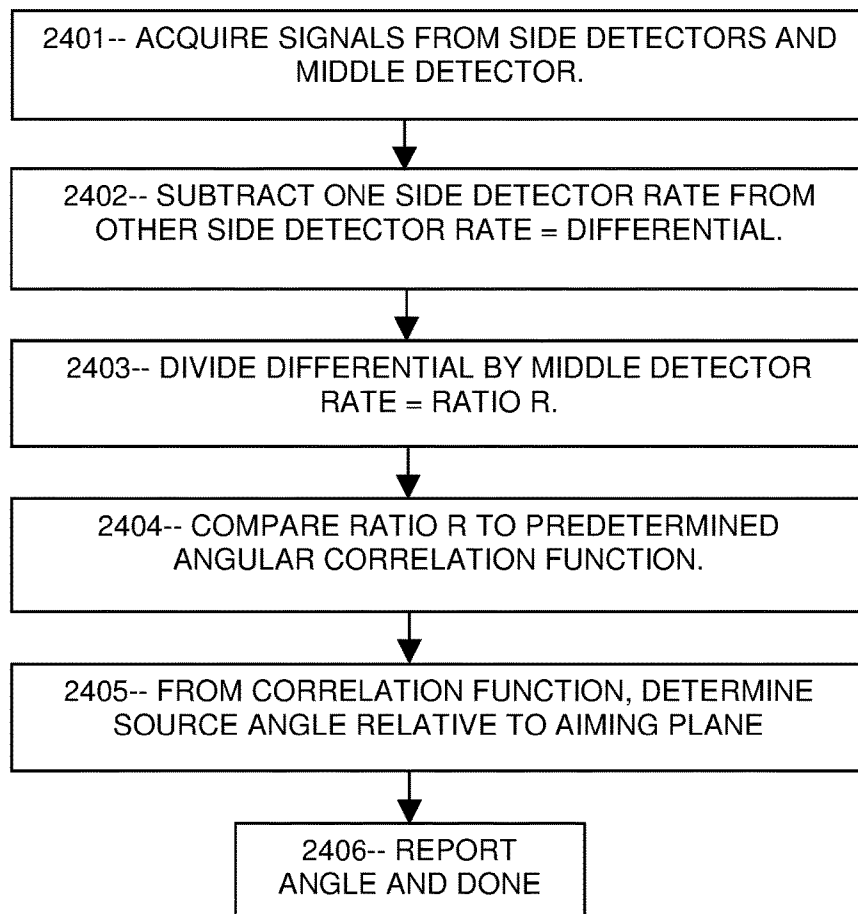 2401-- ACQUIRE SIGNALS FROM SIDE DETECTORS AND
MIDDLE DETECTOR.
2402-- SUBTRACT ONE SIDE DETECTOR RATE FROM
OTHER SIDE DETECTOR RATE = DIFFERENTIAL.
2403-- DIVIDE DIFFERENTIAL BY MIDDLE DETECTOR
RATE = RATIO R.
2404-- COMPARE RATIO R TO PREDETERMINED
ANGULAR CORRELATION FUNCTION.
2405-- FROM CORRELATION FUNCTION, DETERMINE
SOURCE ANGLE RELATIVE TO AIMING PLANE
2406-- REPORT
ANGLE AND DONE